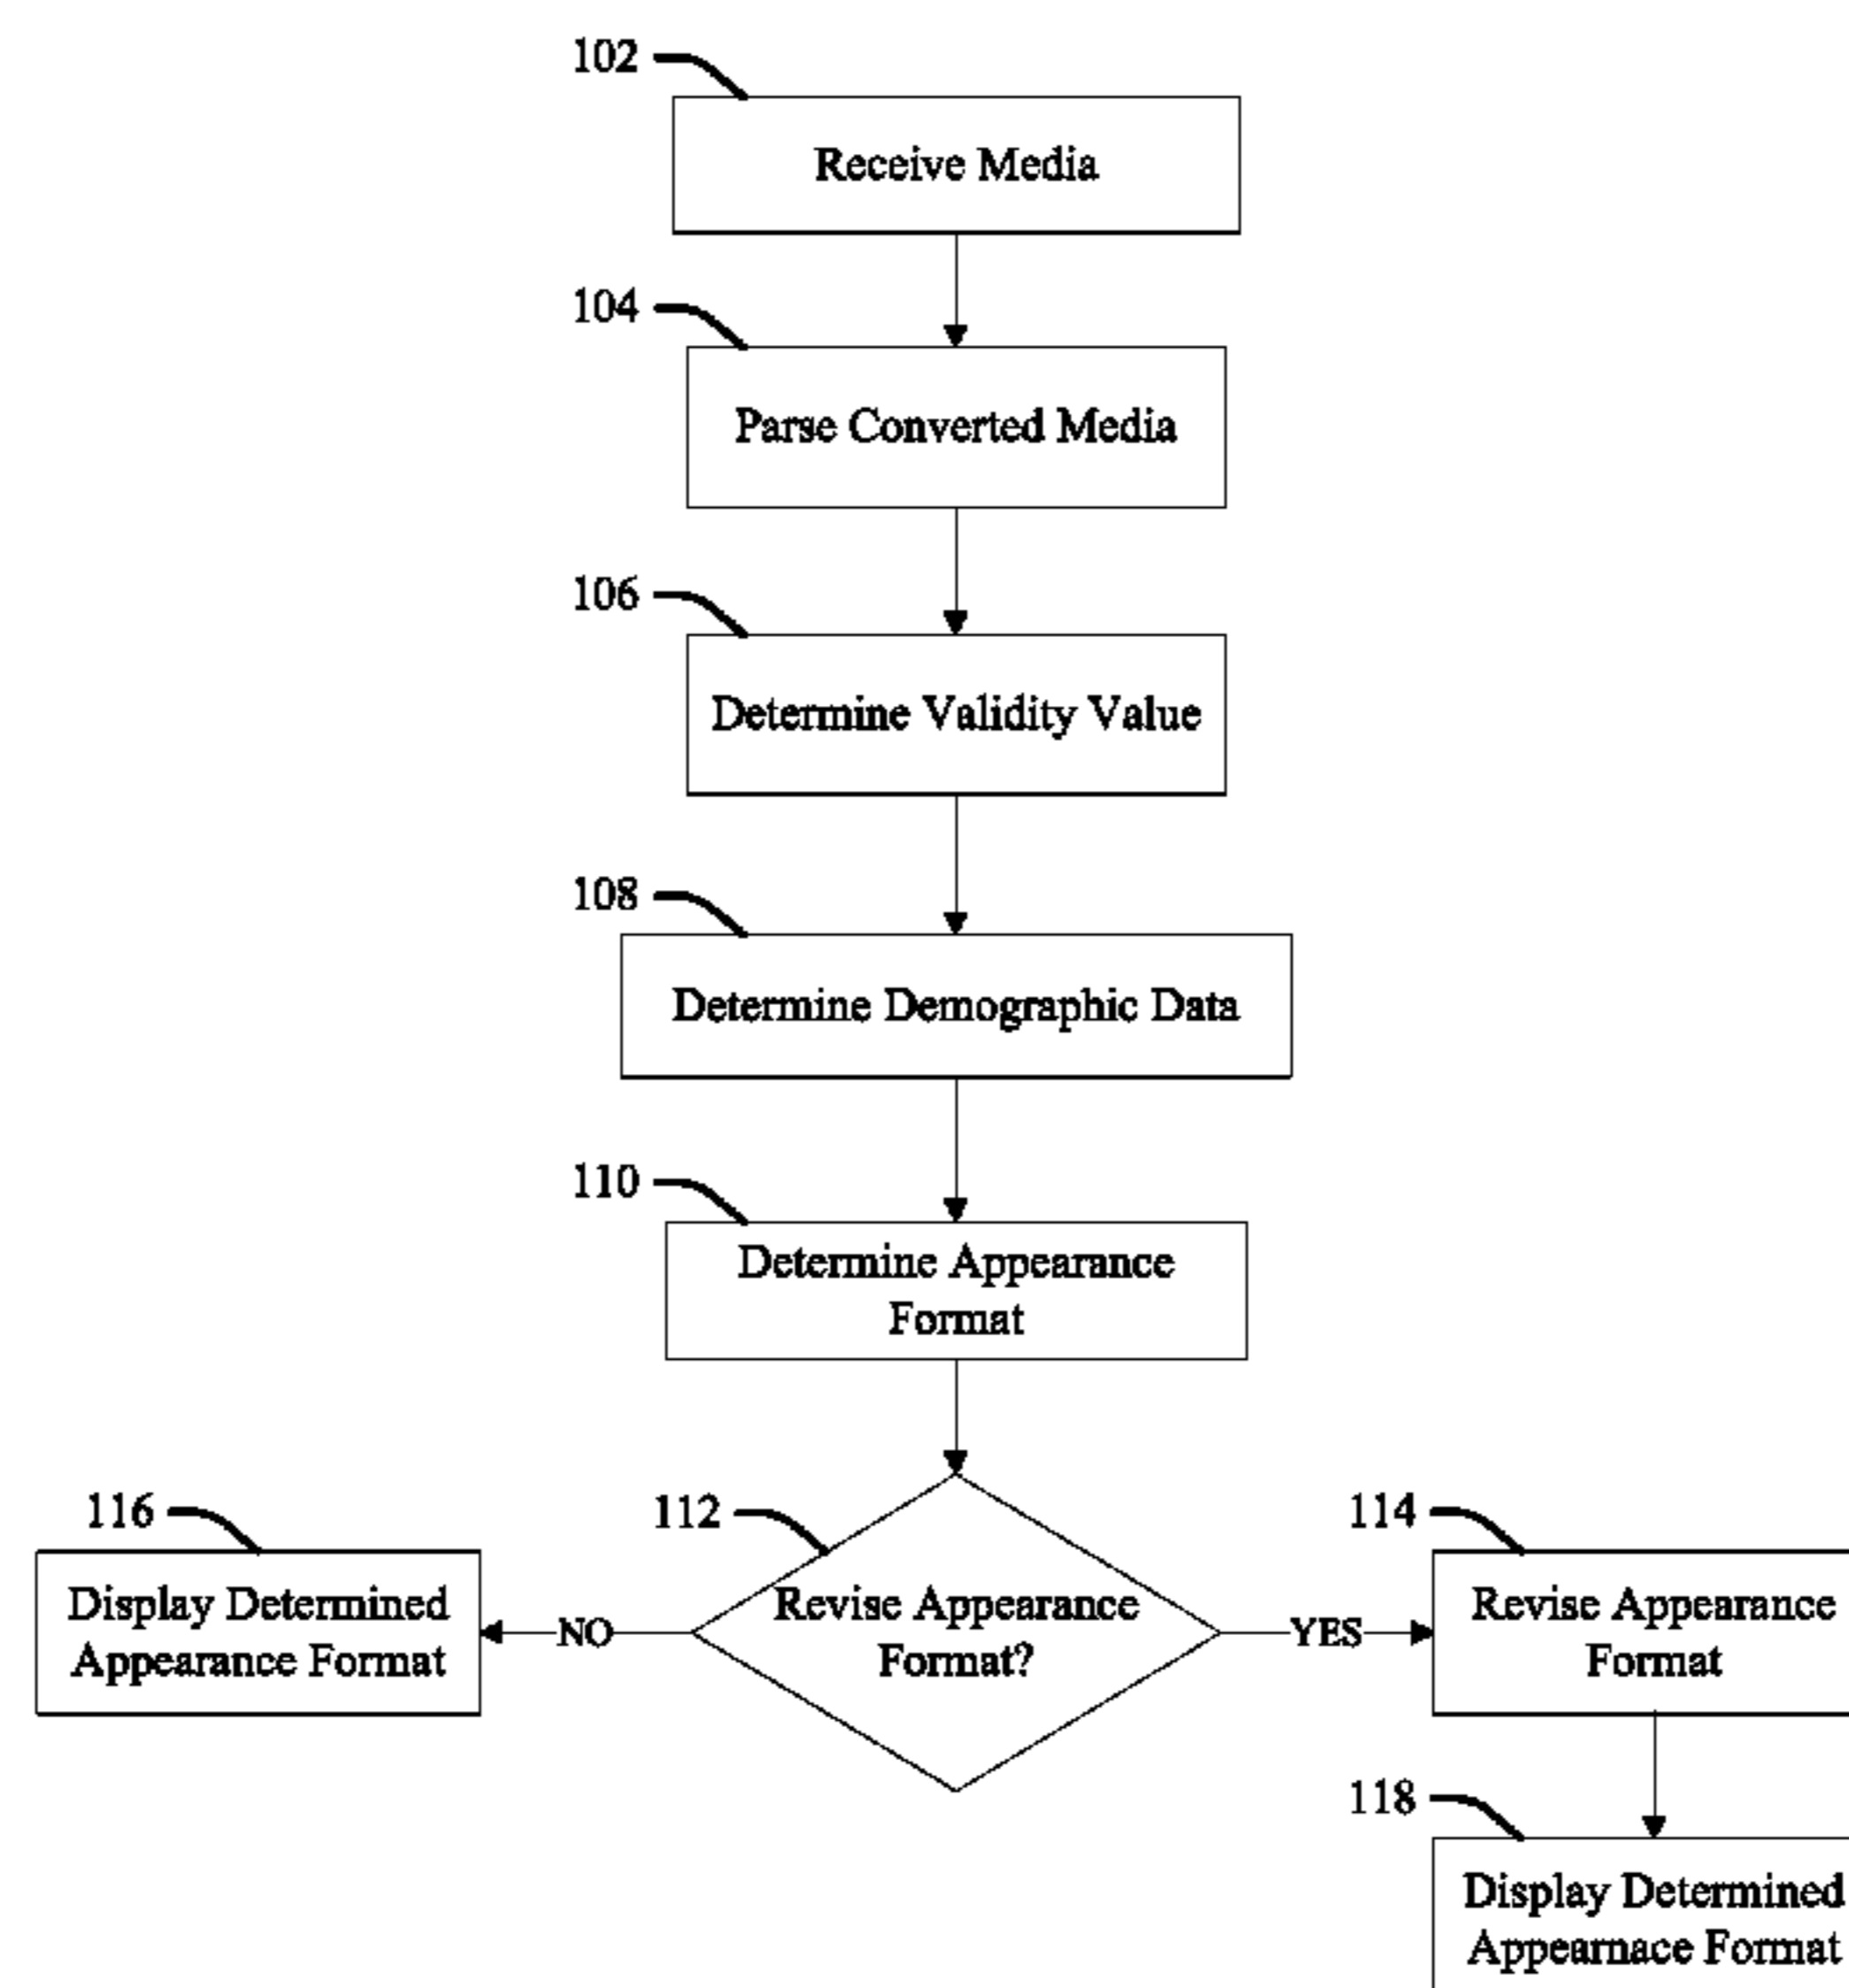 102
Receive Media
104
Parse Converted Media
106
Determine Validity Value
108
Determine Demographic Data
110
Determine Appearance
Format
116
Display Determined
Appearance Format
NO
112
Revise Appearance
Format?
YES
114
Revise Appearance
Format
118
Display Determined
Appearnace Format